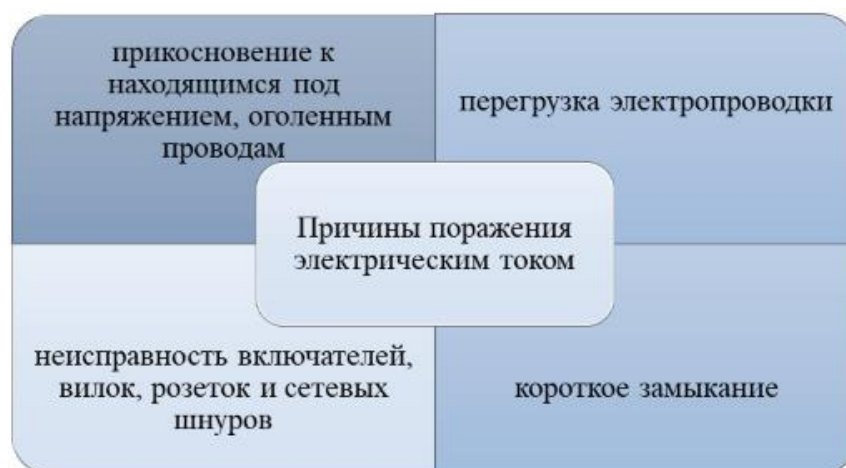 прикосновение к
находящимся под
напряжением, оголенным
проводам
перегрузка электропроводки
Причины поражения
электрическим током
неисправность включателей,
вилок, розеток и сетевых
шнуров
короткое замыкание